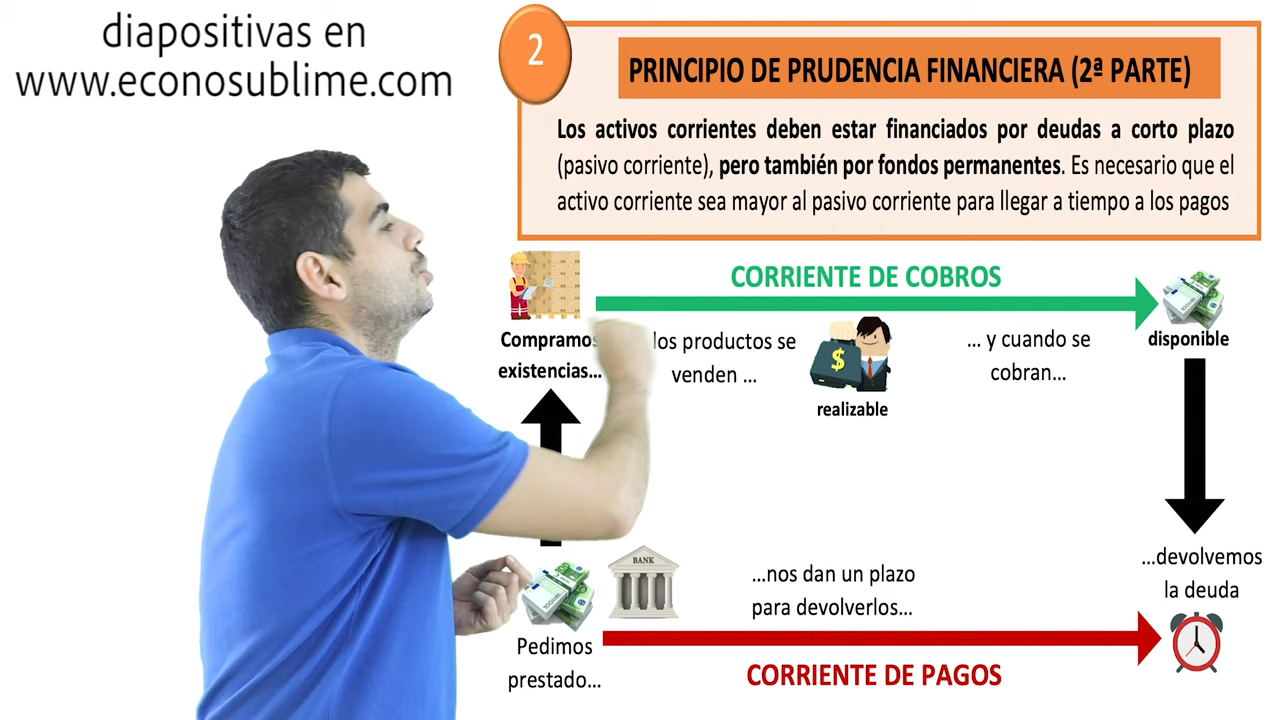 diapositivas en
www.econosublime.com
2
PRINCIPIO DE PRUDENCIA FINANCIERA (2ª PARTE)
Los activos corrientes deben estar financiados por deudas a corto plazo
(pasivo corriente), pero también por fondos permanentes. Es necesario que el
activo corriente sea mayor al pasivo corriente para llegar a tiempo a los pagos
CORRIENTE DE COBROS
Compramos
existencias...
los productos se
venden ...
$
realizable
... y cuando se
cobran...
disponible
BANK
...nos dan un plazo
para devolverlos...
...devolvemos
la deuda
Pedimos
prestado...
CORRIENTE DE PAGOS